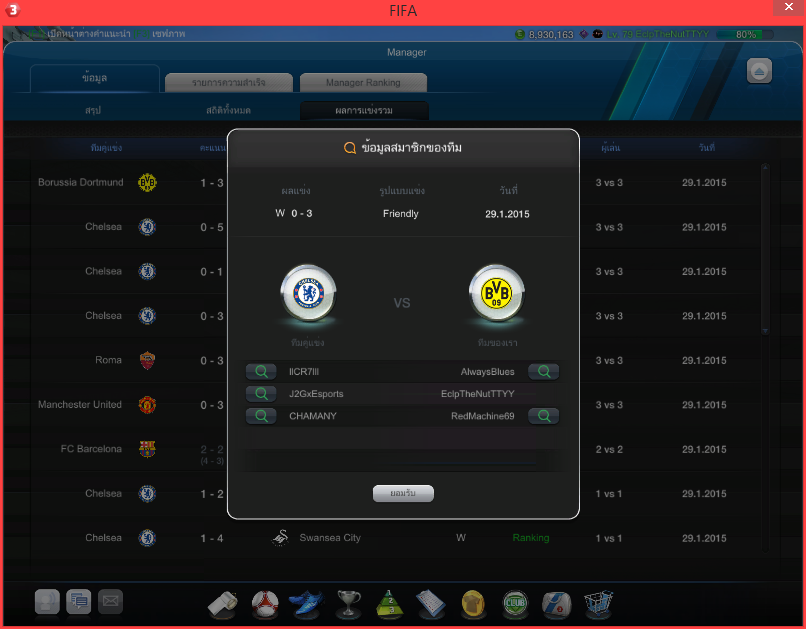 FIFA
เปิดหน้าต่างคำแนะนำ เซฟภาพ 8,930,163 Lv. 79 EclpTheNutTTYY 80%
Manager
ข้อมูล รายการความสำเร็จ Manager Ranking
สรุป สถิติทั้งหมด ผลการแข่งรวม
ทีมคู่แข่ง คะแนน ผู้เล่น วันที่
ข้อมูลสมาชิกของทีม
Borussia Dortmund 1 - 3 3 vs 3 29.1.2015
ผลแข่ง รูปแบบแข่ง วันที่
W 0 - 3 Friendly 29.1.2015
Chelsea 0 - 5 3 vs 3 29.1.2015
Chelsea 0 - 1 3 vs 3 29.1.2015
CHELSEA
BVB 09
VS
Chelsea 0 - 3 3 vs 3 29.1.2015
ทีมคู่แข่ง ทีมของเรา
Roma 0 - 3 3 vs 3 29.1.2015
IICR7III AlwaysBlues
J2GxEsports EclpTheNutTTYY
Manchester United 0 - 3 3 vs 3 29.1.2015
CHAMANY RedMachine69
FC Barcelona 2 - 2 2 vs 2 29.1.2015
(4 - 3)
Chelsea 1 - 2 1 vs 1 29.1.2015
ยอมรับ
Chelsea 1 - 4 Swansea City W Ranking 1 vs 1 29.1.2015
CLUB